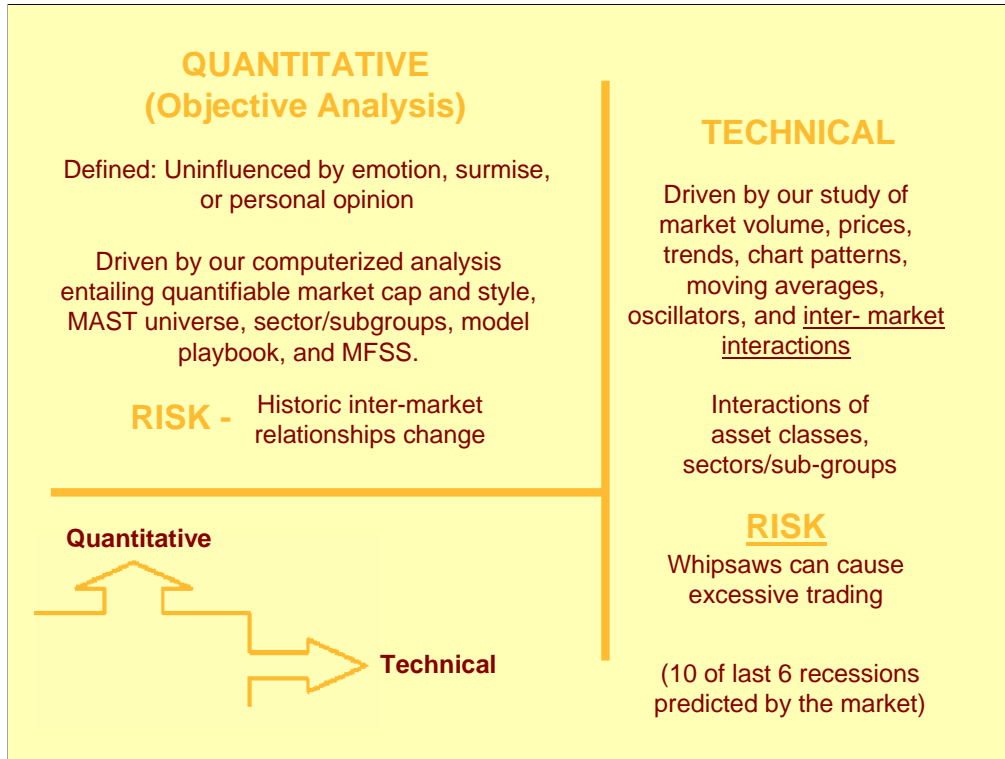 QUANTITATIVE
(Objective Analysis)
Defined: Uninfluenced by emotion, surmise,
or personal opinion
Driven by our computerized analysis
entailing quantifiable market cap and style,
MAST universe, sector/subgroups, model
playbook, and MFSS.
RISK - Historic inter-market
relationships change
TECHNICAL
Driven by our study of
market volume, prices,
trends, chart patterns,
moving averages,
oscillators, and inter- market
interactions
Interactions of
asset classes,
sectors/sub-groups
RISK
Whipsaws can cause
excessive trading
(10 of last 6 recessions
predicted by the market)
Quantitative
Technical